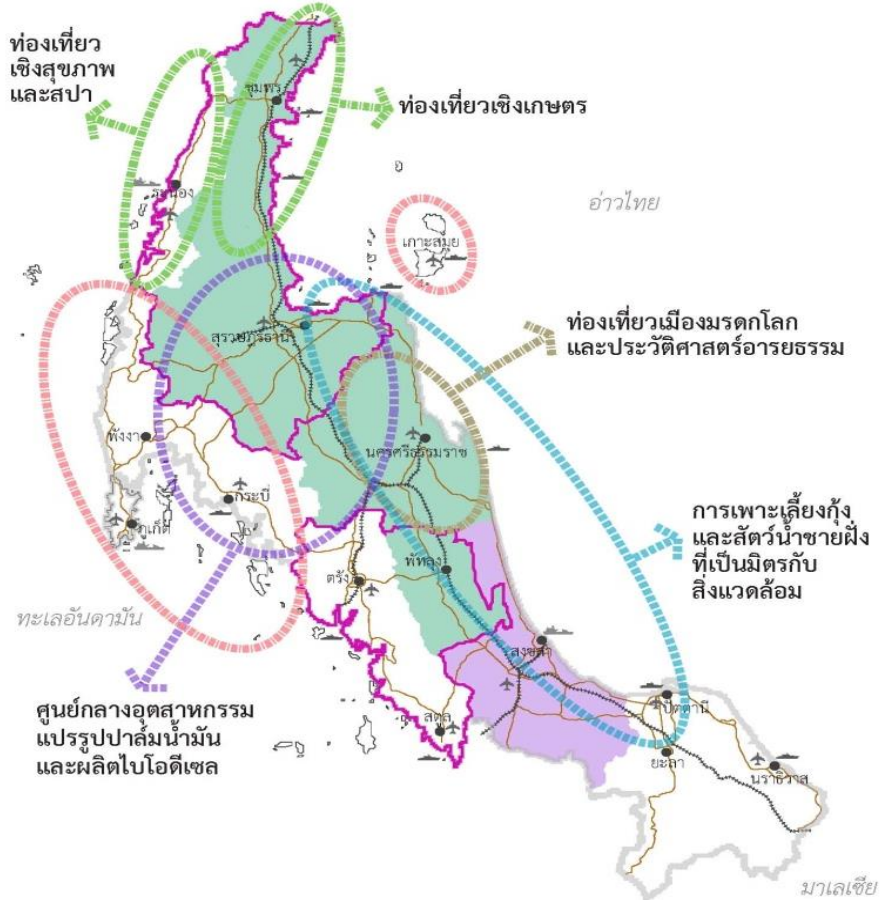 ท่องเที่ยว
เชิงสุขภาพ
และสปา
ชุมพร
ท่องเที่ยวเชิงเกษตร
ระนอง
อ่าวไทย
เกาะสมุย
สุราษฎร์ธานี
ท่องเที่ยวเมืองมรดกโลก
และประวัติศาสตร์อารยธรรม
พังงา
นครศรีธรรมราช
กระบี่
ภูเก็ต
การเพาะเลี้ยงกุ้ง
และสัตว์น้ำชายฝั่ง
ที่เป็นมิตรกับ
สิ่งแวดล้อม
พัทลุง
ตรัง
ทะเลอันดามัน
สงขลา
ศูนย์กลางอุตสาหกรรม
แปรรูปปาล์มน้ำมัน
และผลิตไบโอดีเซล
สตูล
ปัตตานี
ยะลา
นราธิวาส
มาเลเซีย